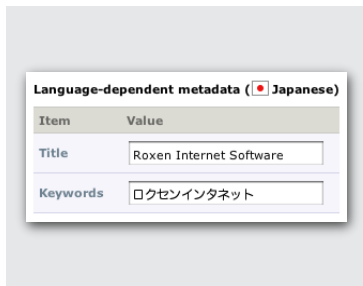 Language-dependent metadata (Japanese)
Item Value
Title Roxen Internet Software
Keywords ロクセンインタネット